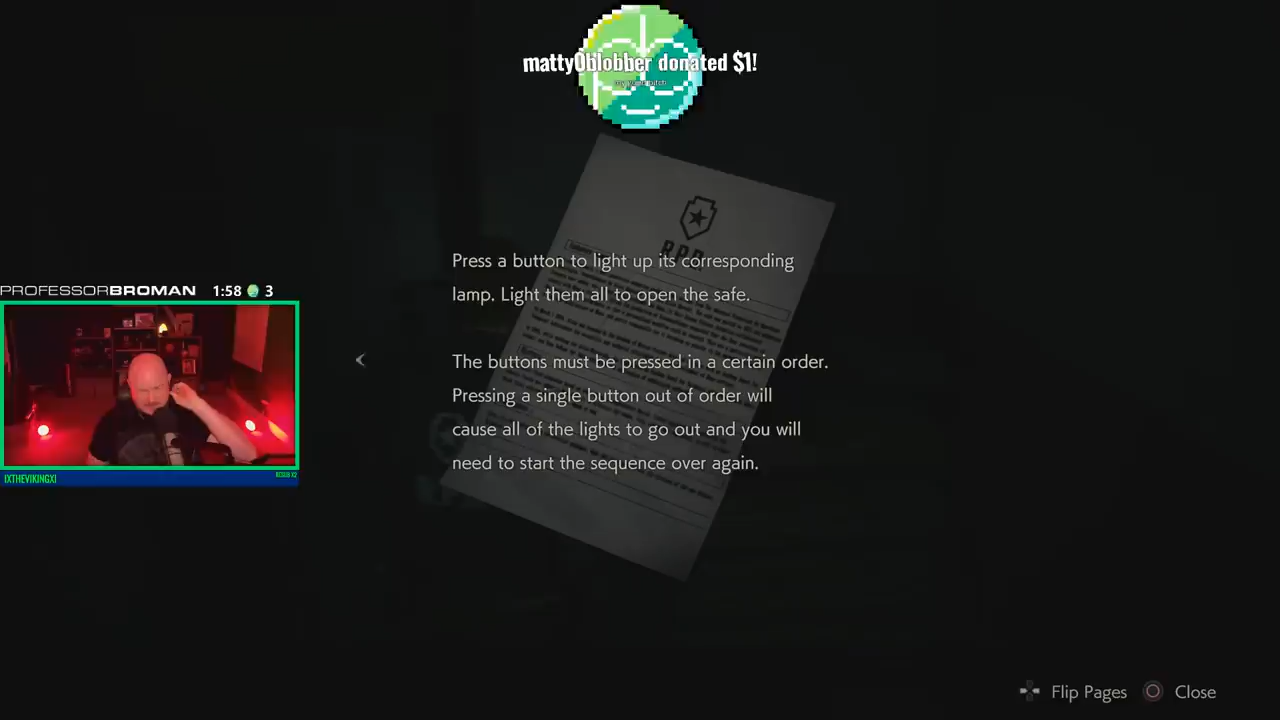 mattyOblobber donated $1!
R.P.D.
Press a button to light up its corresponding
lamp. Light them all to open the safe.
The buttons must be pressed in a certain order.
Pressing a single button out of order will
cause all of the lights to go out and you will
need to start the sequence over again.
PROFESSORBROMAN 1:58 3
IXTHEVIKINGXI RESUB X2
Flip Pages Close